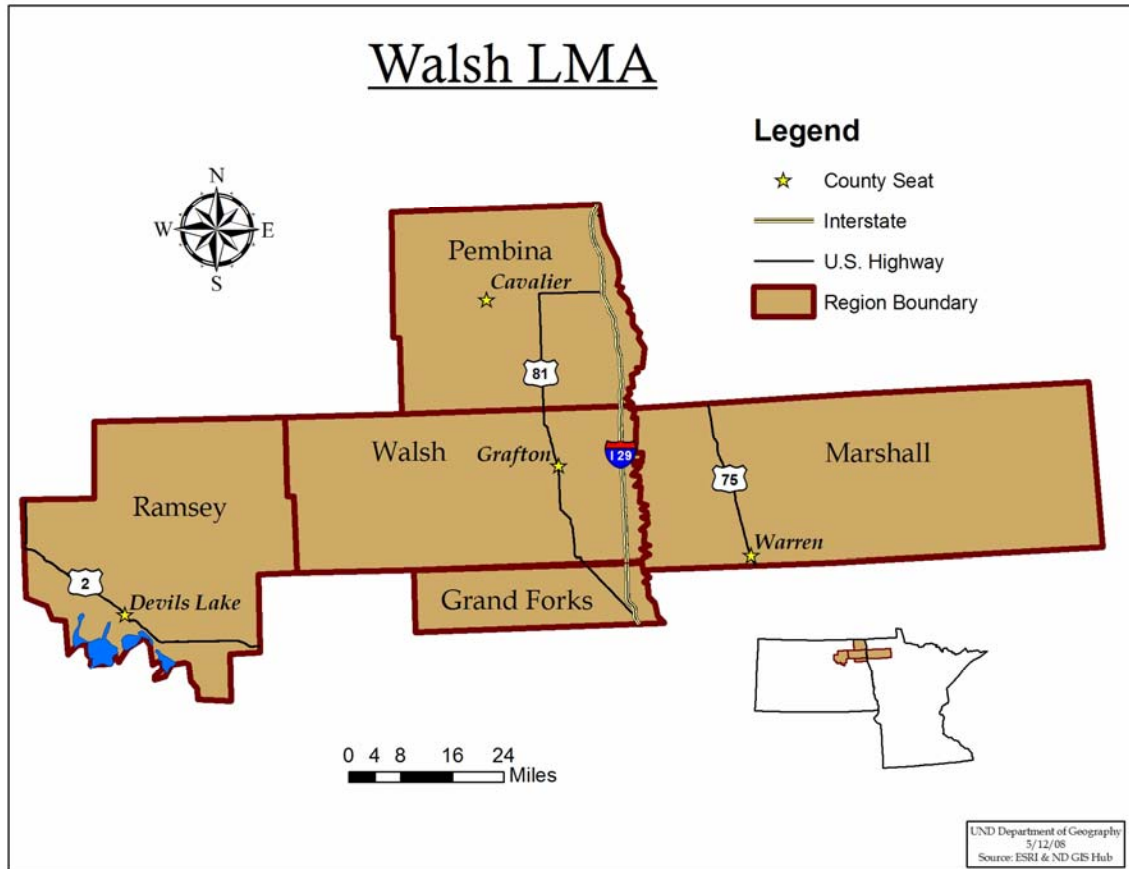 Walsh LMA
Legend
County Seat
Interstate
U.S. Highway
Region Boundary
N
W E
S
Pembina
Cavalier
81
Walsh
Grafton
I 29
75
Marshall
Warren
Ramsey
2
Devils Lake
Grand Forks
0 4 8 16 24
Miles
UND Department of Geography
5/12/08
Source: ESRI & ND GIS Hub